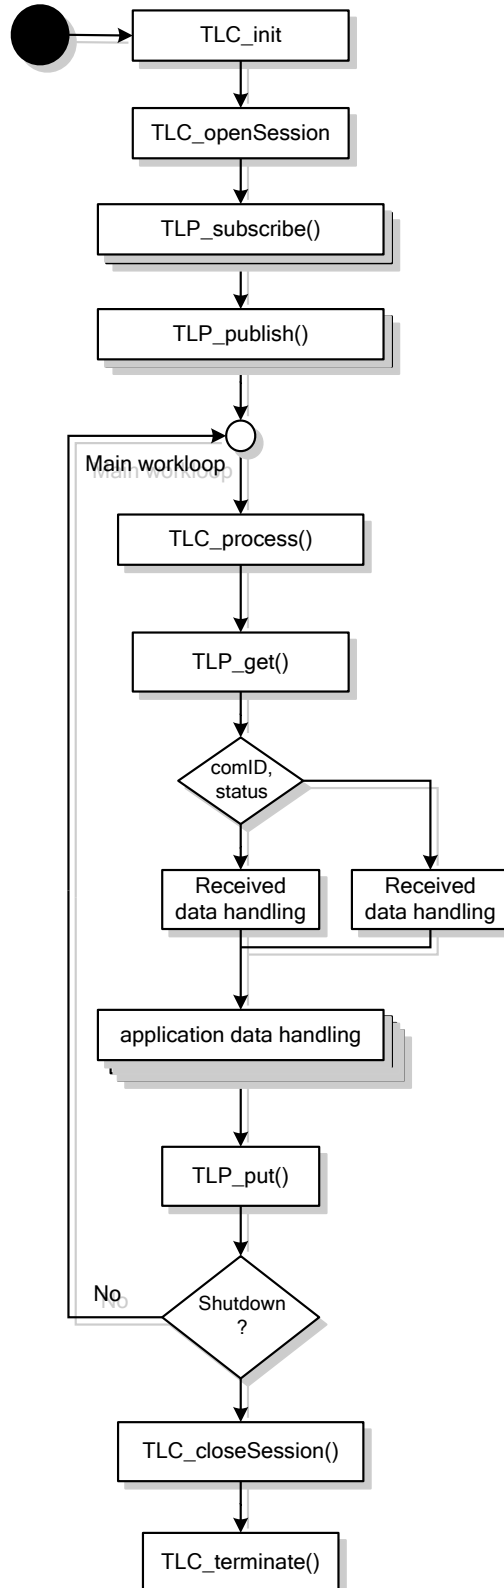 TLC_init
TLC_openSession
TLP_subscribe()
TLP_publish()
Main workloop
TLC_process()
TLP_get()
comID,
status
Received
data handling
Received
data handling
application data handling
TLP_put()
No
Shutdown
?
TLC_closeSession()
TLC_terminate()